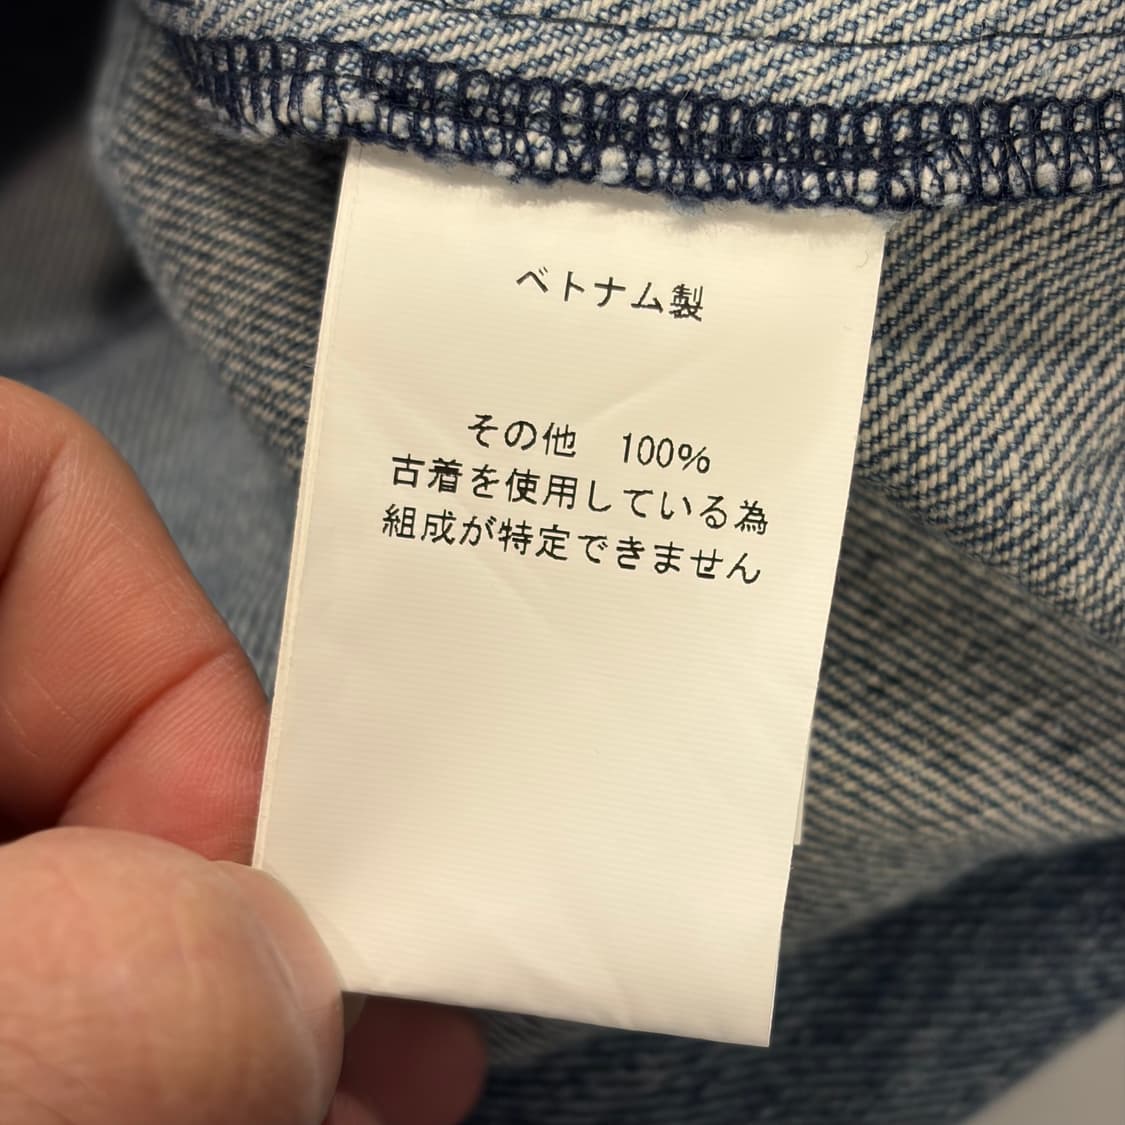 ベトナム製
その他　100%
古着を使用している為
組成が特定できません